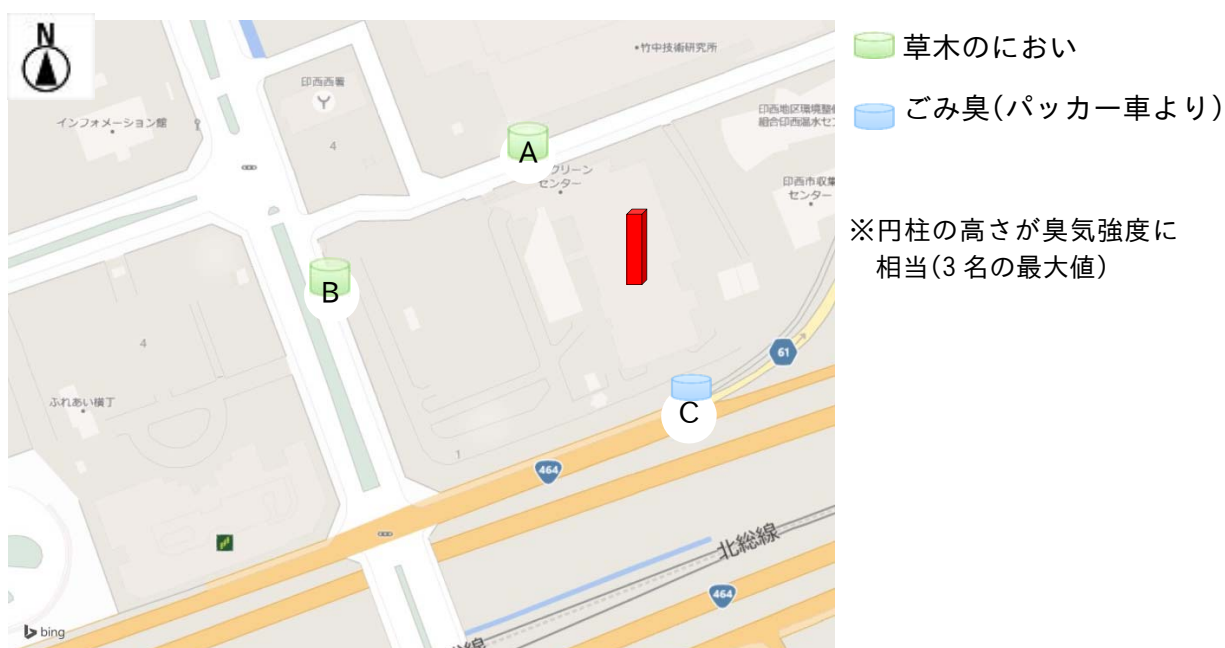 N
・竹中技術研究所
草木のにおい
印西西署
インフォメーション館
印西地区環境整備
組合印西温水セン
ごみ臭(パッカー車より)
4
A
クリーン
センター
印西市収集
センター
※円柱の高さが臭気強度に
相当(3名の最大値)
B
4
61
ふれあい横丁
C
1
464
北総線
464
bing
総線